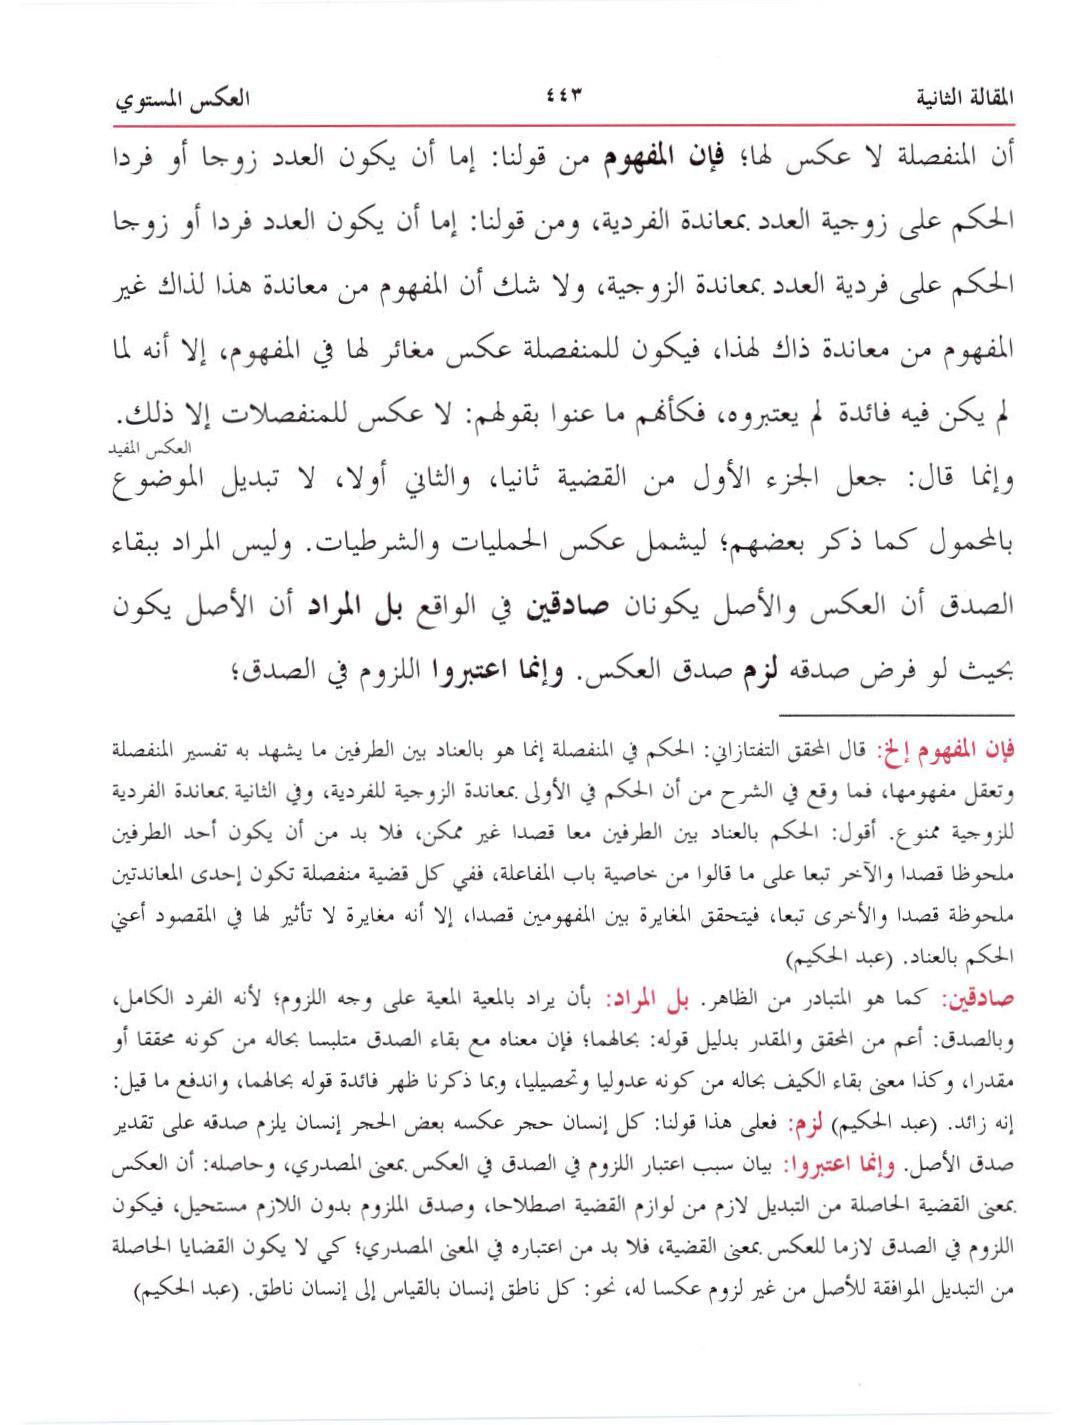 المقالة الثانية ٤٤٣ العكس المستوي
أن المنفصلة لا عكس لها؛ فإن المفهوم من قولنا: إما أن يكون العدد زوجا أو فردا
الحكم على زوجية العدد بمعاندة الفردية، ومن قولنا: إما أن يكون العدد فردا أو زوجا
الحكم على فردية العدد بمعاندة الزوجية، ولا شك أن المفهوم من معاندة هذا لذاك غير
المفهوم من معاندة ذاك لهذا، فيكون للمنفصلة عكس مغائر لها في المفهوم، إلا أنه لما
لم يكن فيه فائدة لم يعتبروه، فكأنهم ما عنوا بقولهم: لا عكس للمنفصلات إلا ذلك.
العكس المفيد
وإنما قال: جعل الجزء الأول من القضية ثانيا، والثاني أولا، لا تبديل الموضوع
بالمحمول كما ذكر بعضهم؛ ليشمل عكس الحمليات والشرطيات. وليس المراد ببقاء
الصدق أن العكس والأصل يكونان صادقين في الواقع بل المراد أن الأصل يكون
بحيث لو فرض صدقه لزم صدق العكس. وإنما اعتبروا اللزوم في الصدق؛
فإن المفهوم إلخ: قال المحقق التفتازاني: الحكم في المنفصلة إنما هو بالعناد بين الطرفين ما يشهد به تفسير المنفصلة
وتعقل مفهومها، فما وقع في الشرح من أن الحكم في الأولى بمعاندة الزوجية للفردية، وفي الثانية بمعاندة الفردية
للزوجية ممنوع. أقول: الحكم بالعناد بين الطرفين معا قصدا غير ممكن، فلا بد من أن يكون أحد الطرفين
ملحوظا قصدا والآخر تبعا على ما قالوا من خاصية باب المفاعلة، ففي كل قضية منفصلة تكون إحدى المعاندتين
ملحوظة قصدا والأخرى تبعا، فيتحقق المغايرة بين المفهومين قصدا، إلا أنه مغايرة لا تأثير لها في المقصود أعني
الحكم بالعناد. (عبد الحكيم)
صادقين: كما هو المتبادر من الظاهر. بل المراد: بأن يراد بالمعية المعية على وجه اللزوم؛ لأنه الفرد الكامل،
وبالصدق: أعم من المحقق والمقدر بدليل قوله: بحالهما؛ فإن معناه مع بقاء الصدق متلبسا بحاله من كونه محققا أو
مقدرا، وكذا معنى بقاء الكيف بحاله من كونه عدوليا وتحصيليا، وبما ذكرنا ظهر فائدة قوله بحالهما، واندفع ما قيل:
إنه زائد. (عبد الحكيم) لزم: فعلى هذا قولنا: كل إنسان حجر عكسه بعض الحجر إنسان يلزم صدقه على تقدير
صدق الأصل. وإنما اعتبروا: بيان سبب اعتبار اللزوم في الصدق في العكس بمعنى المصدري، وحاصله: أن العكس
بمعنى القضية الحاصلة من التبديل لازم من لوازم القضية اصطلاحا، وصدق الملزوم بدون اللازم مستحيل، فيكون
اللزوم في الصدق لازما للعكس بمعنى القضية، فلا بد من اعتباره في المعنى المصدري؛ كي لا يكون القضايا الحاصلة
من التبديل الموافقة للأصل من غير لزوم عكسا له، نحو: كل ناطق إنسان بالقياس إلى إنسان ناطق. (عبد الحكيم)